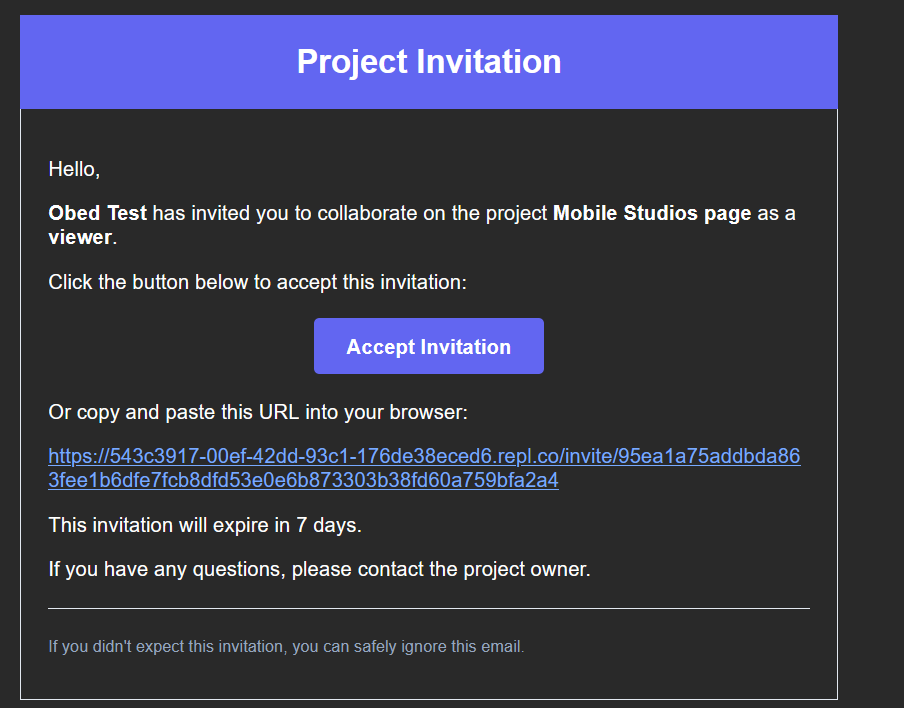 Project Invitation
Hello,
Obed Test has invited you to collaborate on the project Mobile Studios page as a
viewer.
Click the button below to accept this invitation:
Accept Invitation
Or copy and paste this URL into your browser:
https://543c3917-00ef-42dd-93c1-176de38eced6.repl.co/invite/95ea1a75addbda86
3fee1b6dfe7fcb8dfd53e0e6b873303b38fd60a759bfa2a4
This invitation will expire in 7 days.
If you have any questions, please contact the project owner.
If you didn't expect this invitation, you can safely ignore this email.